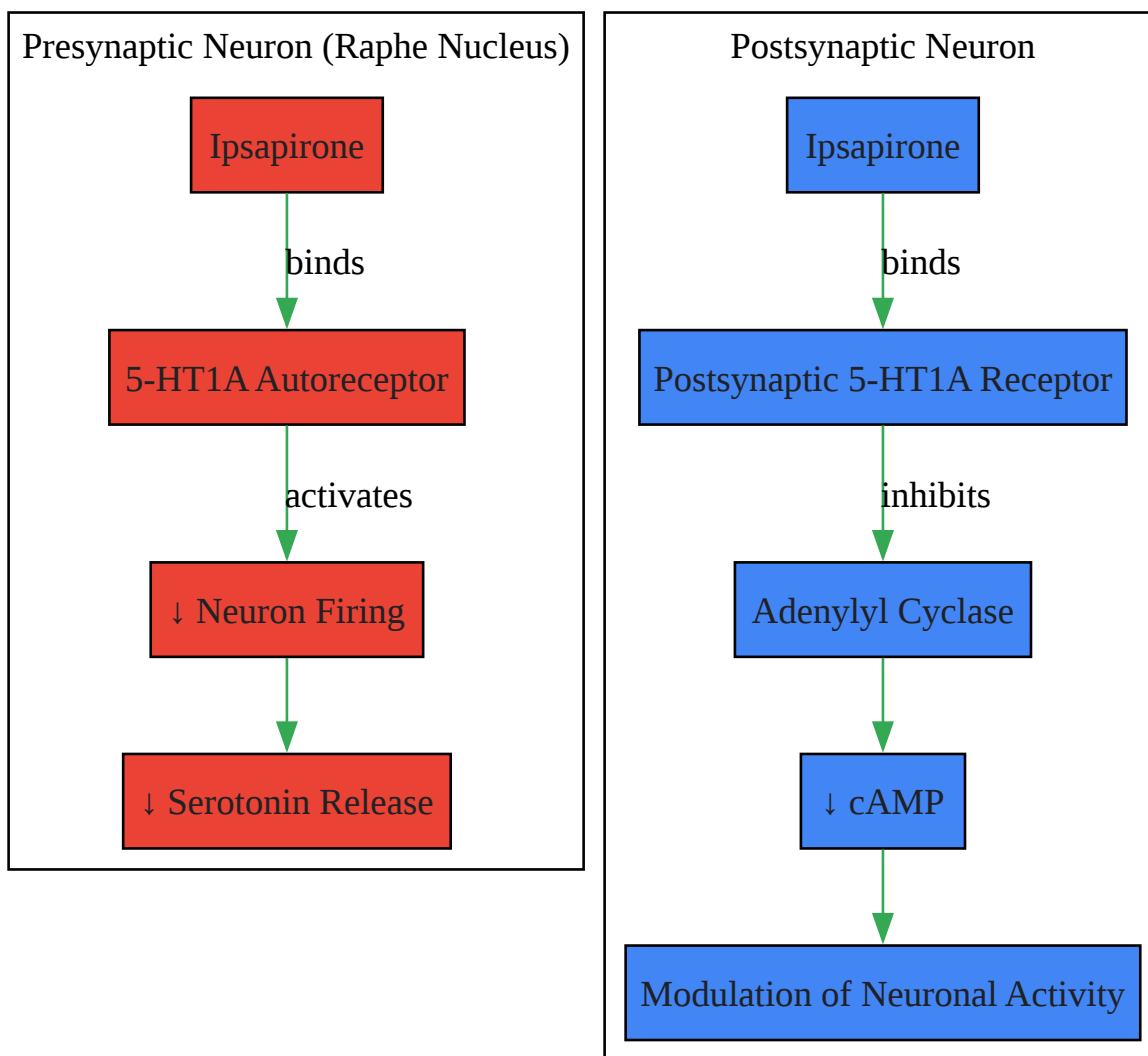 Presynaptic Neuron (Raphe Nucleus)
Ipsapirone
binds
5-HT1A Autoreceptor
activates
↓ Neuron Firing
↓ Serotonin Release
Postsynaptic Neuron
Ipsapirone
binds
Postsynaptic 5-HT1A Receptor
inhibits
Adenylyl Cyclase
↓ cAMP
Modulation of Neuronal Activity